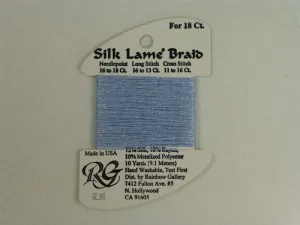 For 18 Ct.
Silk Lamé Braid
Needlepoint Long Stitch Cross Stitch
16 to 18 Ct. 16 to 13 Ct. 11 to 16 Ct.
Made in USA
RG
10% Metalized Polyester
10 Yards (9.1 Meters)
Hand Washable, Test First
Dist. by Rainbow Gallery
7412 Fulton Ave. #5
N. Hollywood
CA 91605